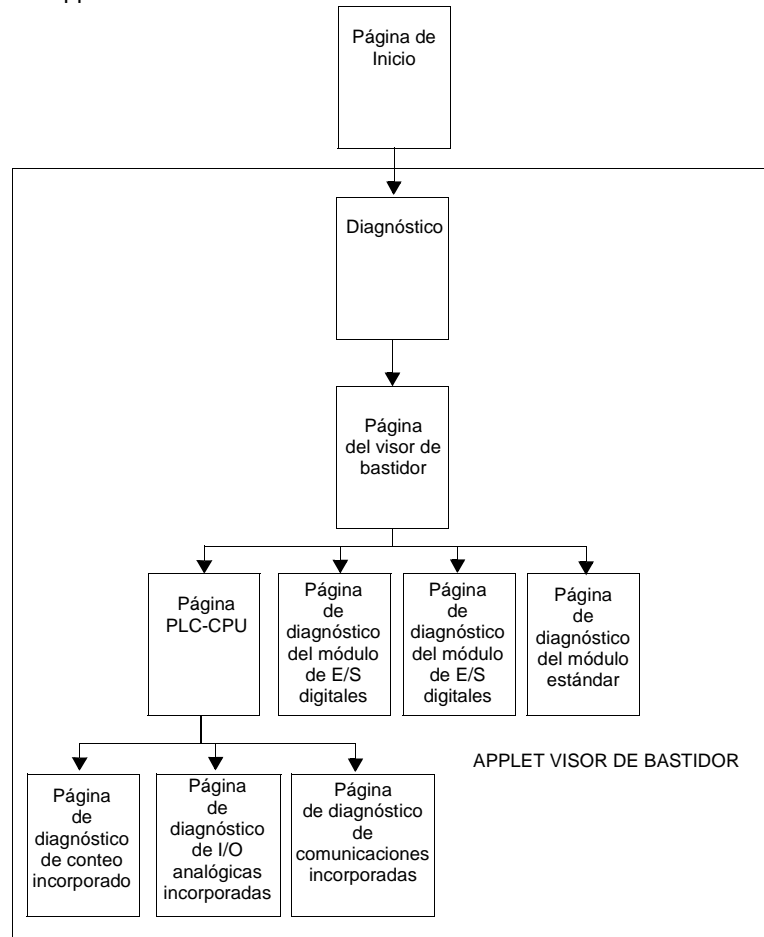 Página de
Inicio
Diagnóstico
Página
del visor de
bastidor
Página
PLC-CPU
Página
de
diagnóstico
del módulo
de E/S
digitales
Página
de
diagnóstico
del módulo
de E/S
digitales
Página
de
diagnóstico
del módulo
estándar
APPLET VISOR DE BASTIDOR
Página
de
diagnóstico
de conteo
incorporado
Página
de
diagnóstico
de I/O
analógicas
incorporadas
Página
de diagnóstico
de
comunicaciones
incorporadas